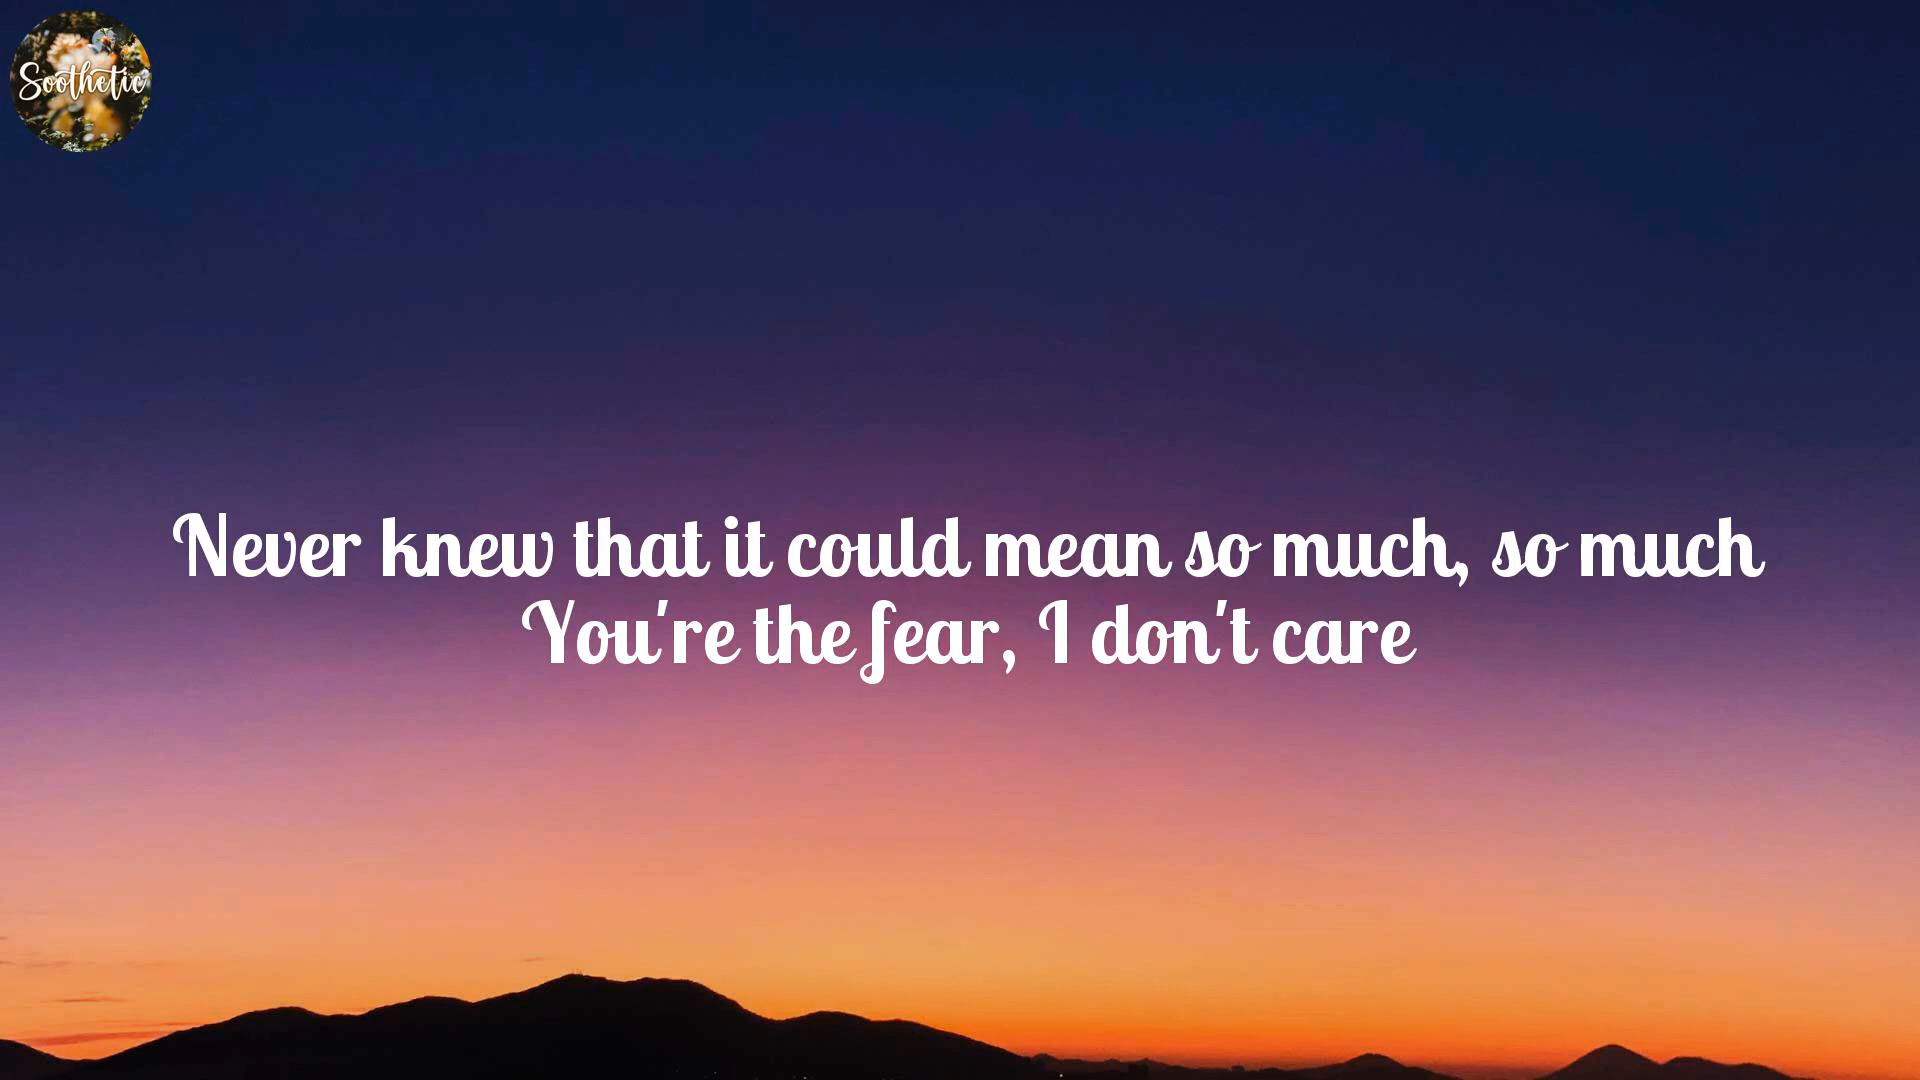 Soothetic
Never knew that it could mean so much, so much
You're the fear, I don't care